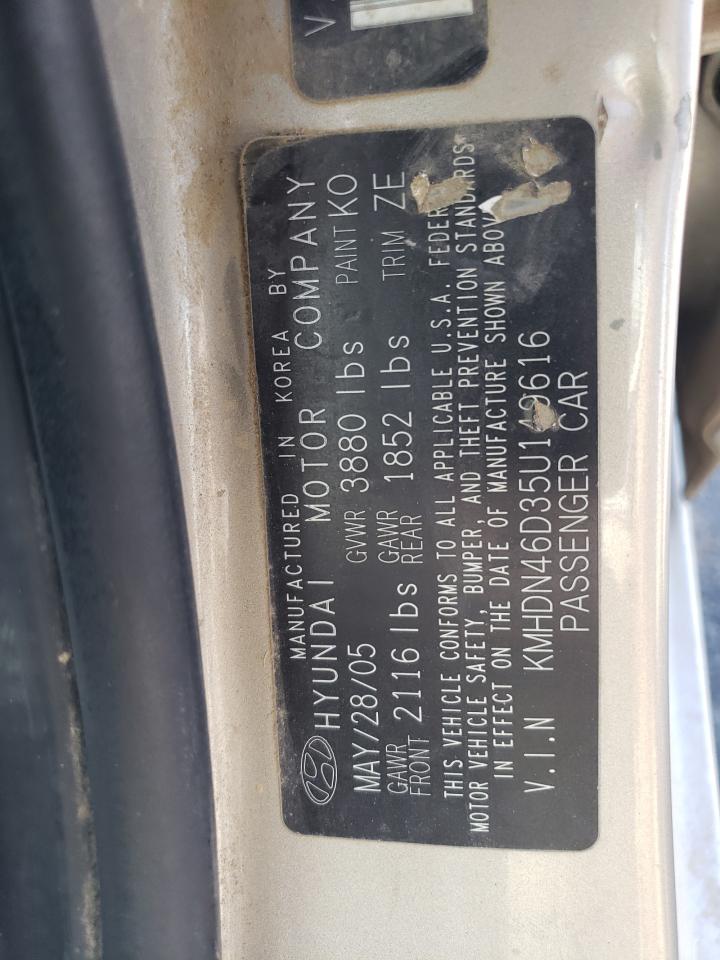 V
MANUFACTURED IN KOREA BY
HYUNDAI MOTOR COMPANY
MAY/28/05 GVWR 3880 lbs PAINT KO
GAWR FRONT 2116 lbs GAWR REAR 1852 lbs TRIM ZE
THIS VEHICLE CONFORMS TO ALL APPLICABLE U.S.A. FEDER
MOTOR VEHICLE SAFETY, BUMPER, AND THEFT PREVENTION STANDARDS
IN EFFECT ON THE DATE OF MANUFACTURE SHOWN ABOV
V.I.N KMHDN46D35U149616
PASSENGER CAR